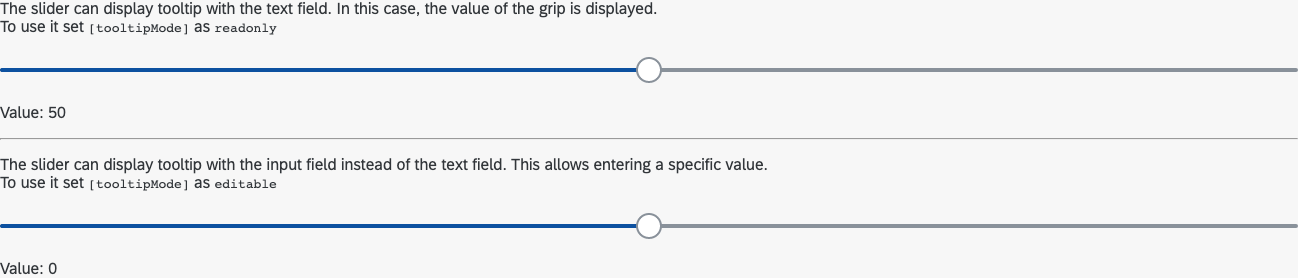 The slider can display tooltip with the text field. In this case, the value of the grip is displayed.
To use it set [tooltipMode] as readonly
Value: 50
The slider can display tooltip with the input field instead of the text field. This allows entering a specific value.
To use it set [tooltipMode] as editable
Value: 0